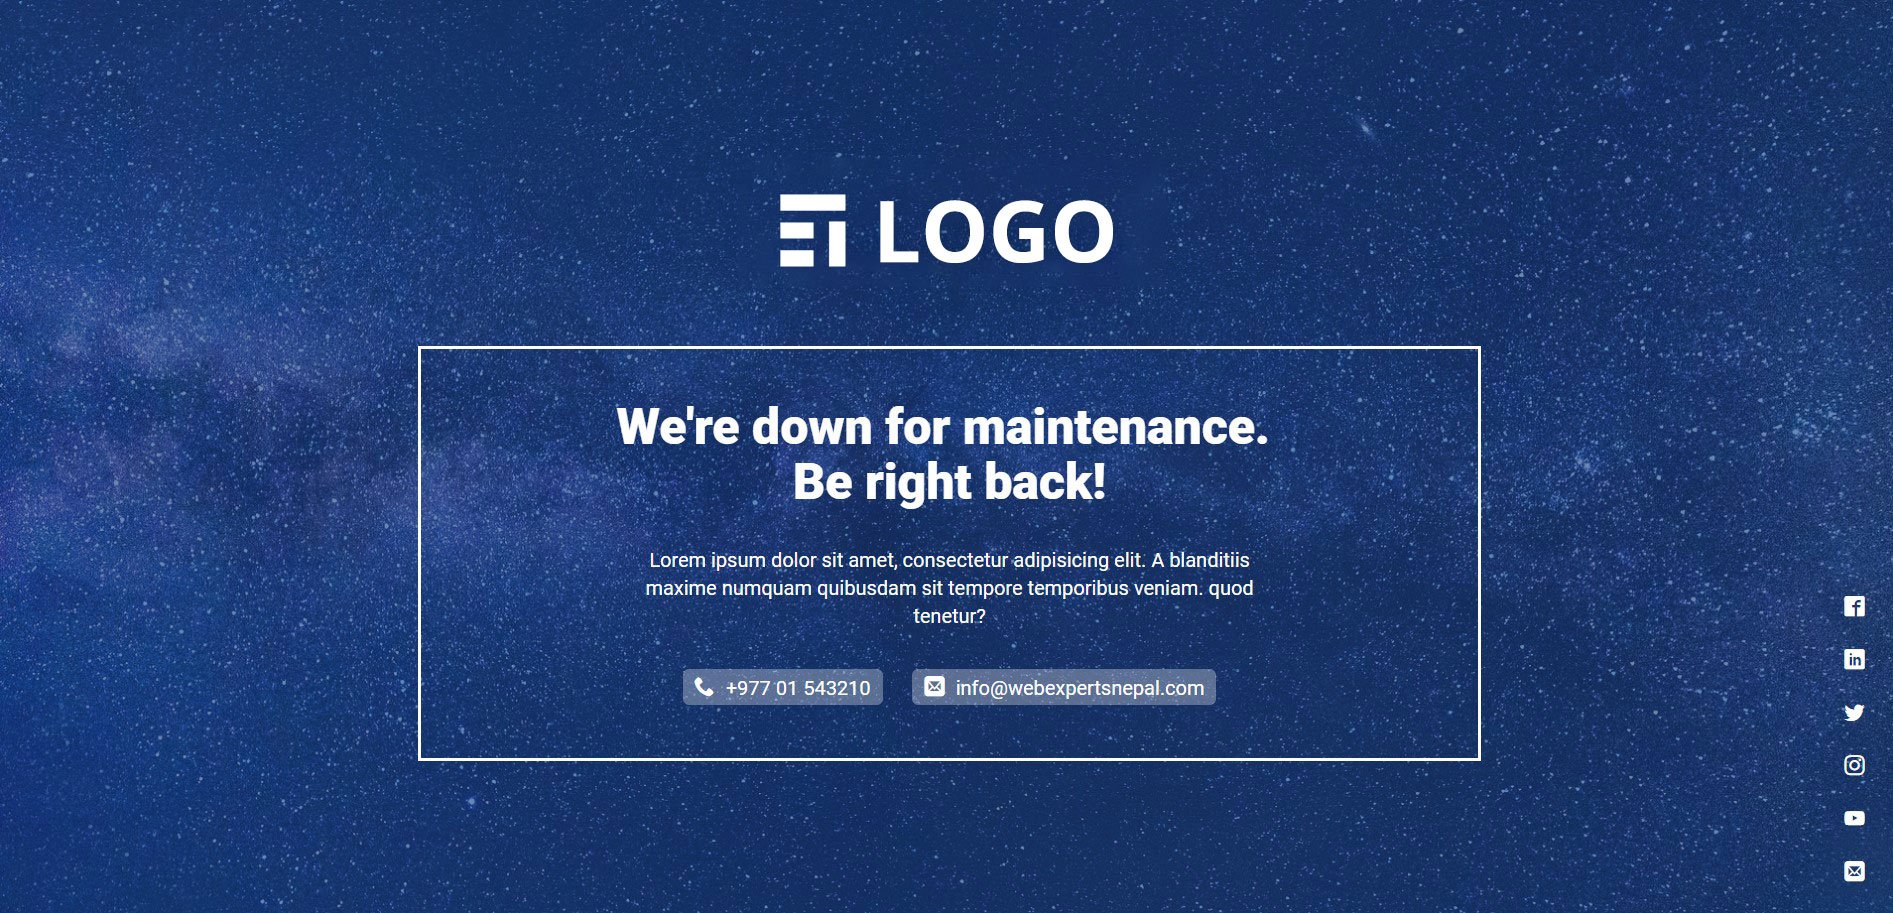 LOGO
We're down for maintenance.
Be right back!
Lorem ipsum dolor sit amet, consectetur adipisicing elit. A blanditiis
maxime numquam quibusdam sit tempore temporibus veniam. quod
tenetur?
+977 01 543210
info@webexpertsnepal.com